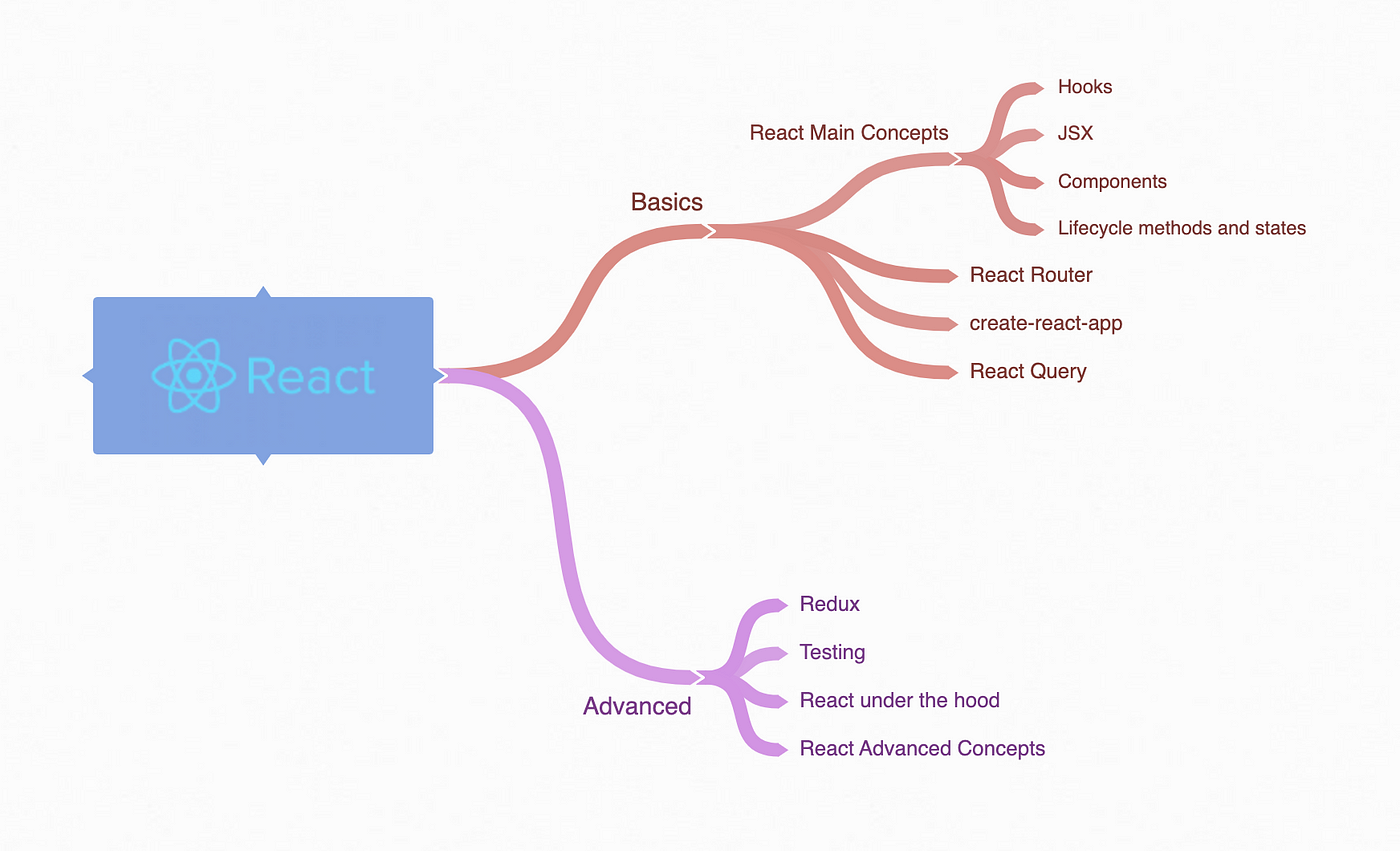 React
Basics
React Main Concepts
Hooks
JSX
Components
Lifecycle methods and states
React Router
create-react-app
React Query
Advanced
Redux
Testing
React under the hood
React Advanced Concepts